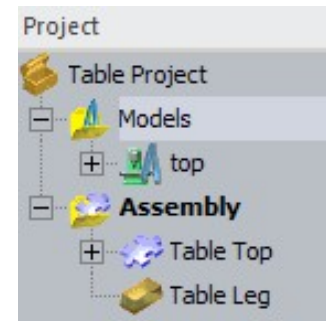 Project
Table Project
Models
top
Assembly
Table Top
Table Leg